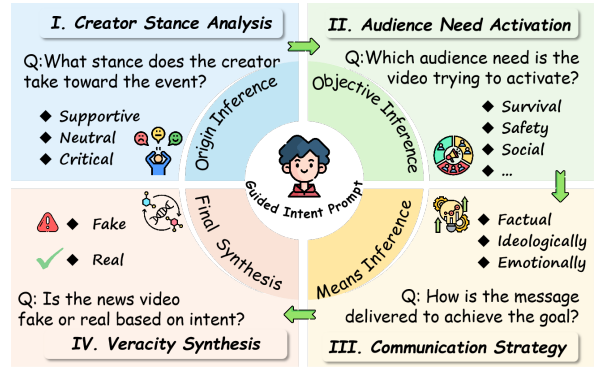 I. Creator Stance Analysis
Q:What stance does the creator
take toward the event?
◆ Supportive
◆ Neutral
◆ Critical
Origin Inference
II. Audience Need Activation
Q:Which audience need is the
video trying to activate?
◆ Survival
◆ Safety
◆ Social
◆ ...
Objective Inference
Guided Intent Prompt
◆ Fake
◆ Real
Final Synthesis
Q: Is the news video
fake or real based on intent?
IV. Veracity Synthesis
Means Inference
◆ Factual
◆ Ideologically
◆ Emotionally
Q: How is the message
delivered to achieve the goal?
III. Communication Strategy